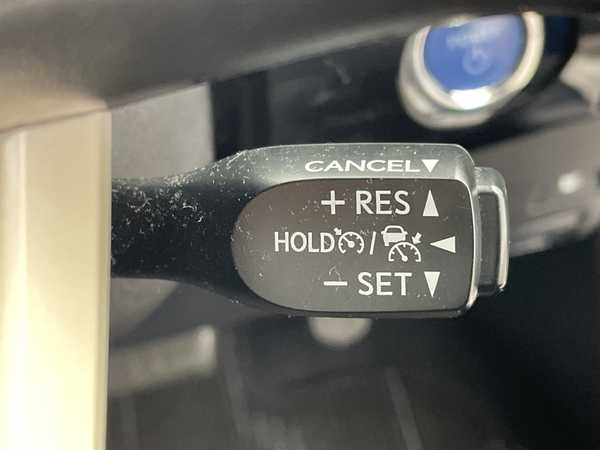 CANCEL▼
+ RES ▲
HOLD / ◄
− SET ▼